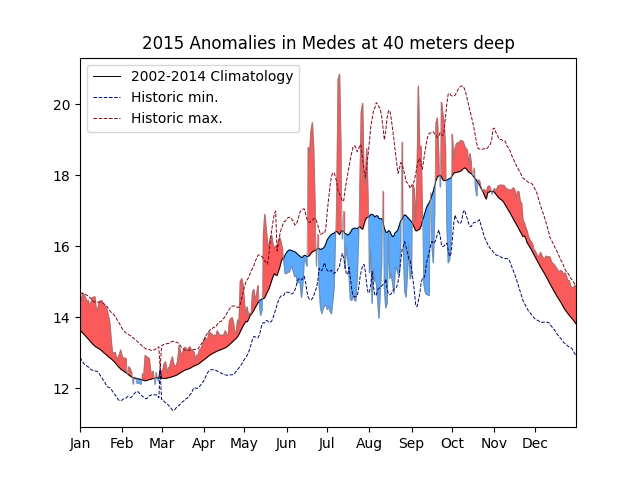 2015 Anomalies in Medes at 40 meters deep
2002-2014 Climatology
Historic min.
Historic max.
20
18
16
14
12
Jan Feb Mar Apr May Jun Jul Aug Sep Oct Nov Dec